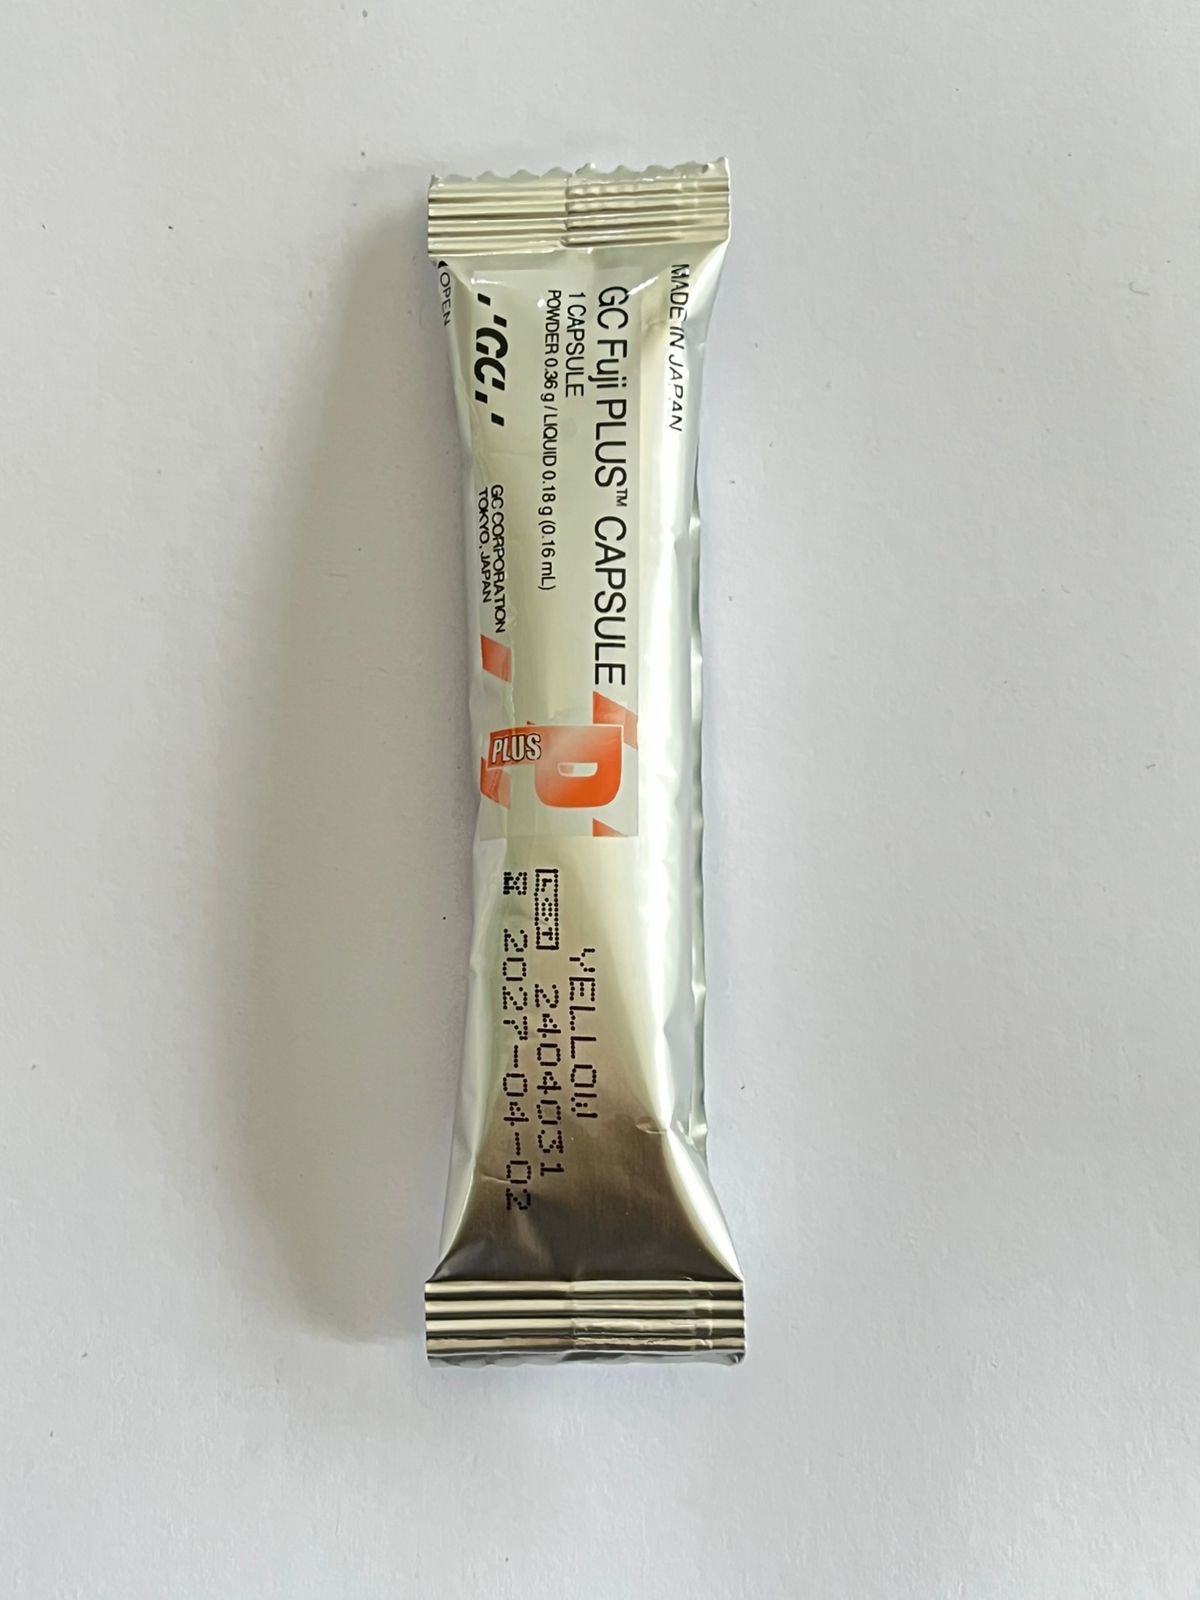 MADE IN JAPAN
GC Fuji PLUS™ CAPSULE
1 CAPSULE
POWDER 0.36 g / LIQUID 0.18 g (0.16 mL)
'GC.'
GC CORPORATION
TOKYO, JAPAN
OPEN
P
PLUS
YELLOW
LOT 2404031
2027-04-02